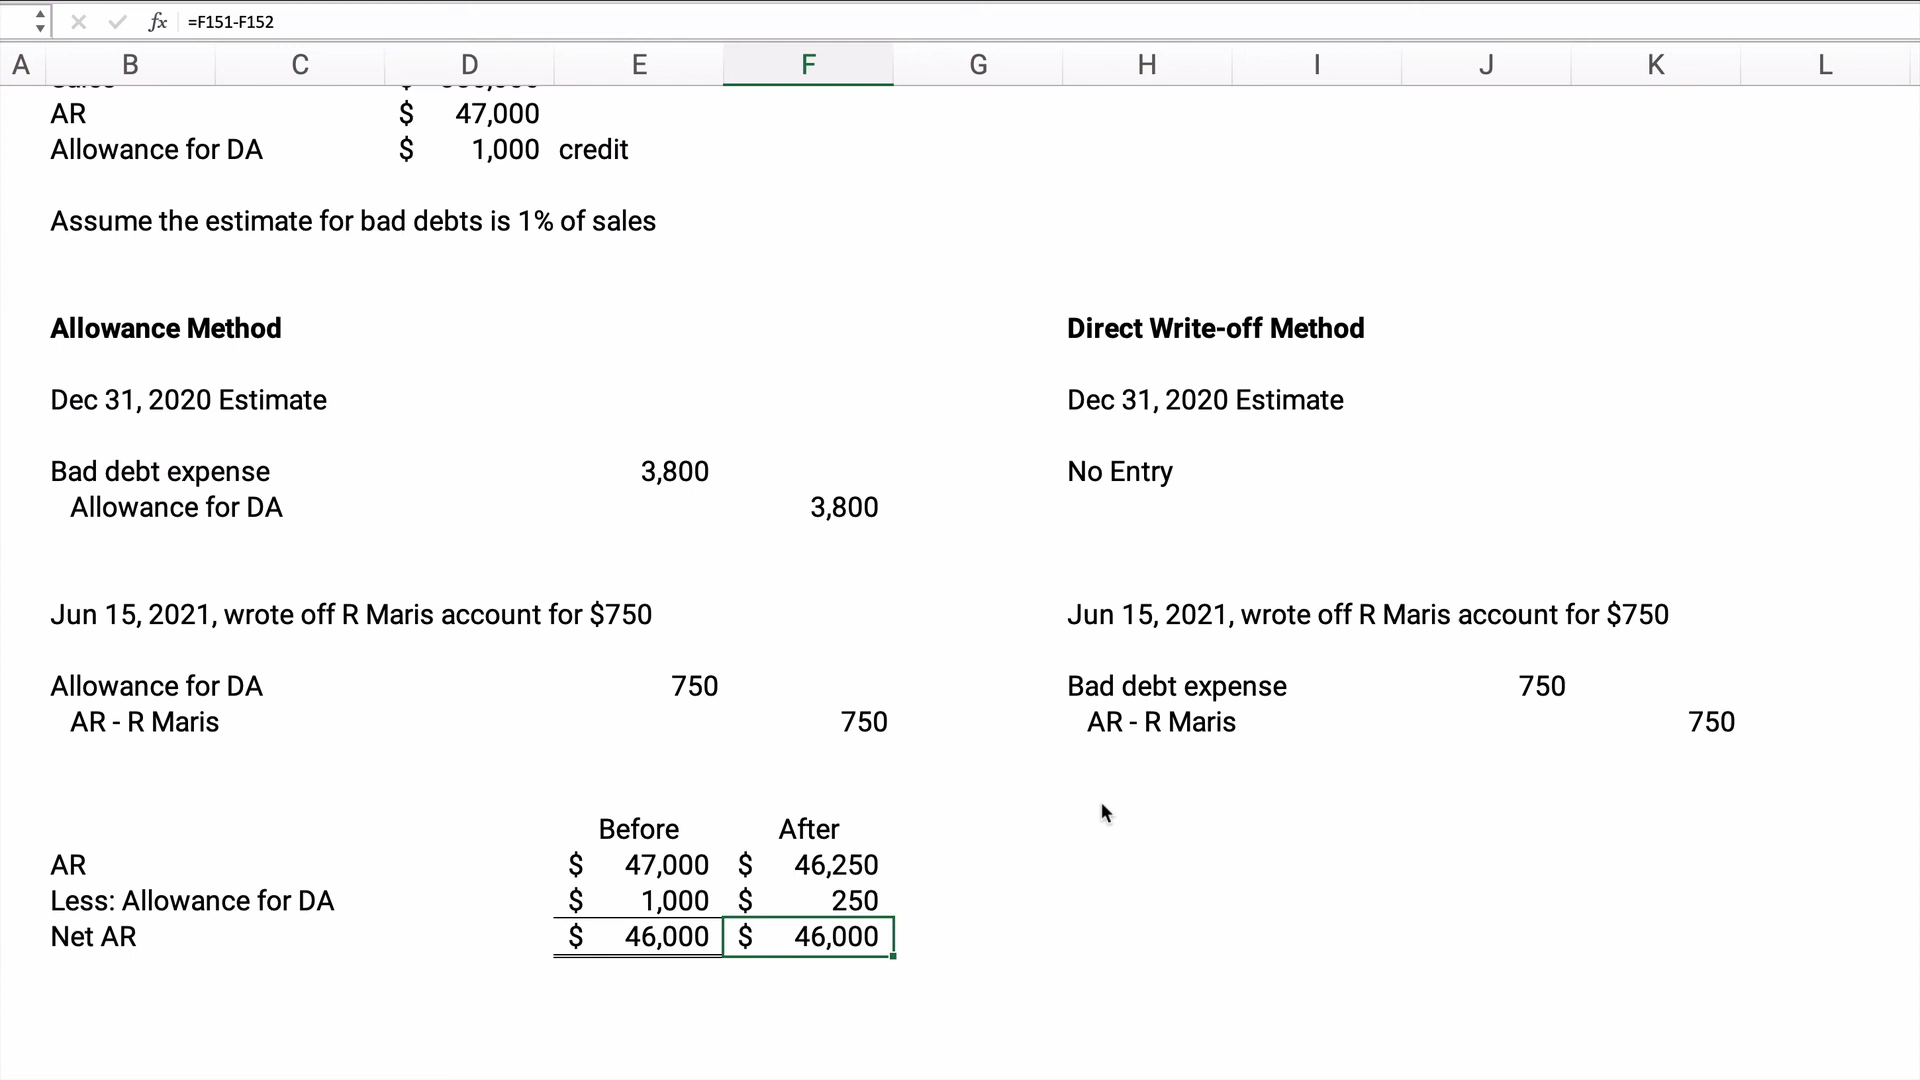 fx =F151-F152
A B C D E F G H I J K L
AR $ 47,000
Allowance for DA $ 1,000 credit
Assume the estimate for bad debts is 1% of sales
Allowance Method Direct Write-off Method
Dec 31, 2020 Estimate Dec 31, 2020 Estimate
Bad debt expense 3,800 No Entry
Allowance for DA 3,800
Jun 15, 2021, wrote off R Maris account for $750 Jun 15, 2021, wrote off R Maris account for $750
Allowance for DA 750 Bad debt expense 750
AR - R Maris 750 AR - R Maris 750
Before After
AR $ 47,000 $ 46,250
Less: Allowance for DA $ 1,000 $ 250
Net AR $ 46,000 $ 46,000